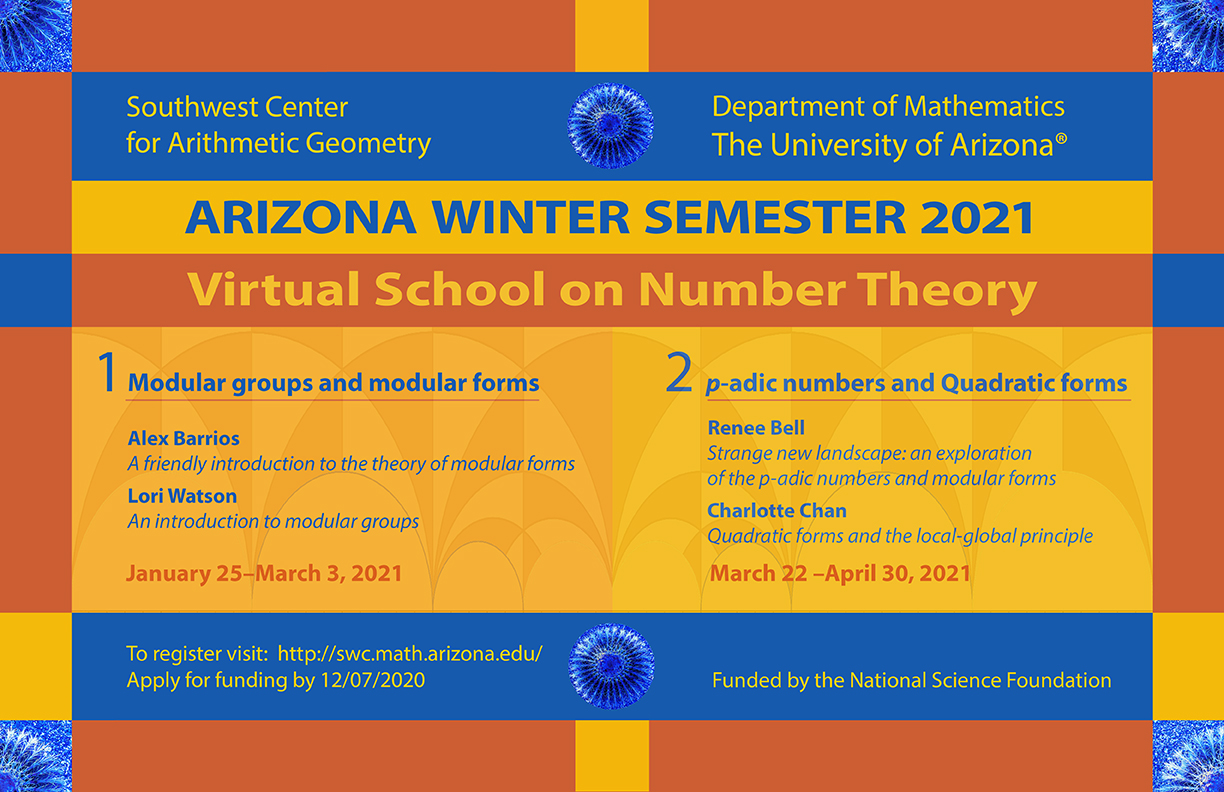 Southwest Center
for Arithmetic Geometry
Department of Mathematics
The University of Arizona®
ARIZONA WINTER SEMESTER 2021
Virtual School on Number Theory
1 Modular groups and modular forms
Alex Barrios
A friendly introduction to the theory of modular forms
Lori Watson
An introduction to modular groups
January 25–March 3, 2021
2 p-adic numbers and Quadratic forms
Renee Bell
Strange new landscape: an exploration
of the p-adic numbers and modular forms
Charlotte Chan
Quadratic forms and the local-global principle
March 22 –April 30, 2021
To register visit: http://swc.math.arizona.edu/
Apply for funding by 12/07/2020
Funded by the National Science Foundation